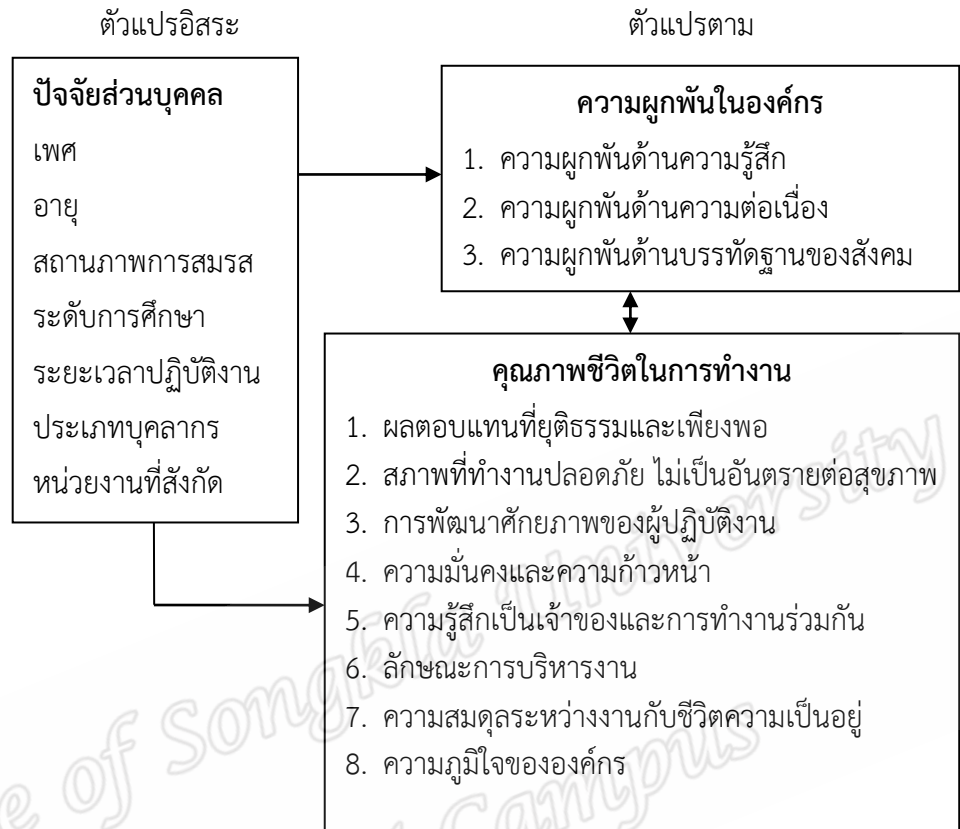 ตัวแปรอิสระ
ตัวแปรตาม
ปัจจัยส่วนบุคคล
เพศ
อายุ
สถานภาพการสมรส
ระดับการศึกษา
ระยะเวลาปฏิบัติงาน
ประเภทบุคลากร
หน่วยงานที่สังกัด
ความผูกพันในองค์กร
1. ความผูกพันด้านความรู้สึก
2. ความผูกพันด้านความต่อเนื่อง
3. ความผูกพันด้านบรรทัดฐานของสังคม
คุณภาพชีวิตในการทำงาน
1. ผลตอบแทนที่ยุติธรรมและเพียงพอ
2. สภาพที่ทำงานปลอดภัย ไม่เป็นอันตรายต่อสุขภาพ
3. การพัฒนาศักยภาพของผู้ปฏิบัติงาน
4. ความมั่นคงและความก้าวหน้า
5. ความรู้สึกเป็นเจ้าของและการทำงานร่วมกัน
6. ลักษณะการบริหารงาน
7. ความสมดุลระหว่างงานกับชีวิตความเป็นอยู่
8. ความภูมิใจขององค์กร
of Songkla University
Campus